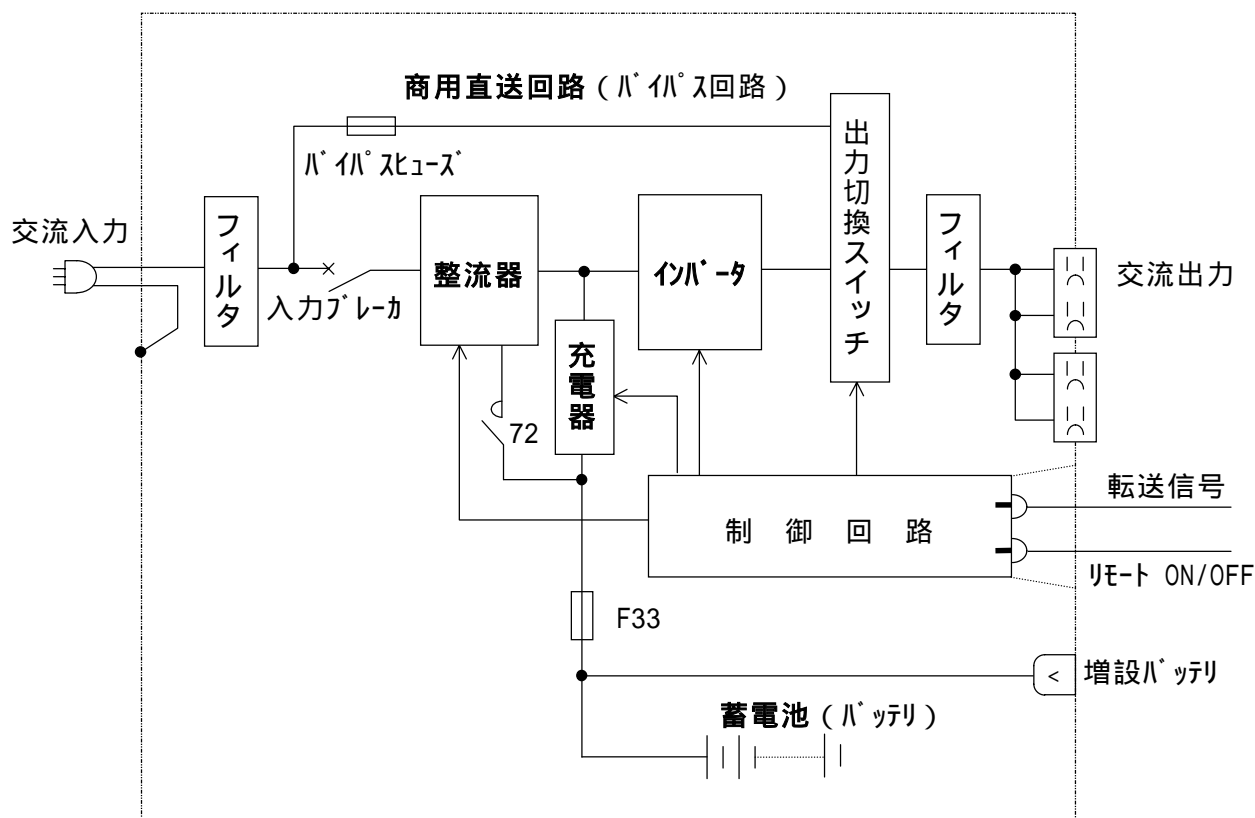 商用直送回路（ﾊﾞｲﾊﾟｽ回路）
ﾊﾞｲﾊﾟｽﾋｭｰｽﾞ
出力切換スイッチ
交流入力
フィルタ
入力ﾌﾞﾚｰｶ
整流器
ｲﾝﾊﾞｰﾀ
フィルタ
交流出力
充電器
72
制御回路
転送信号
ﾘﾓｰﾄ ON/OFF
F33
<
増設ﾊﾞｯﾃﾘ
蓄電池（ﾊﾞｯﾃﾘ）